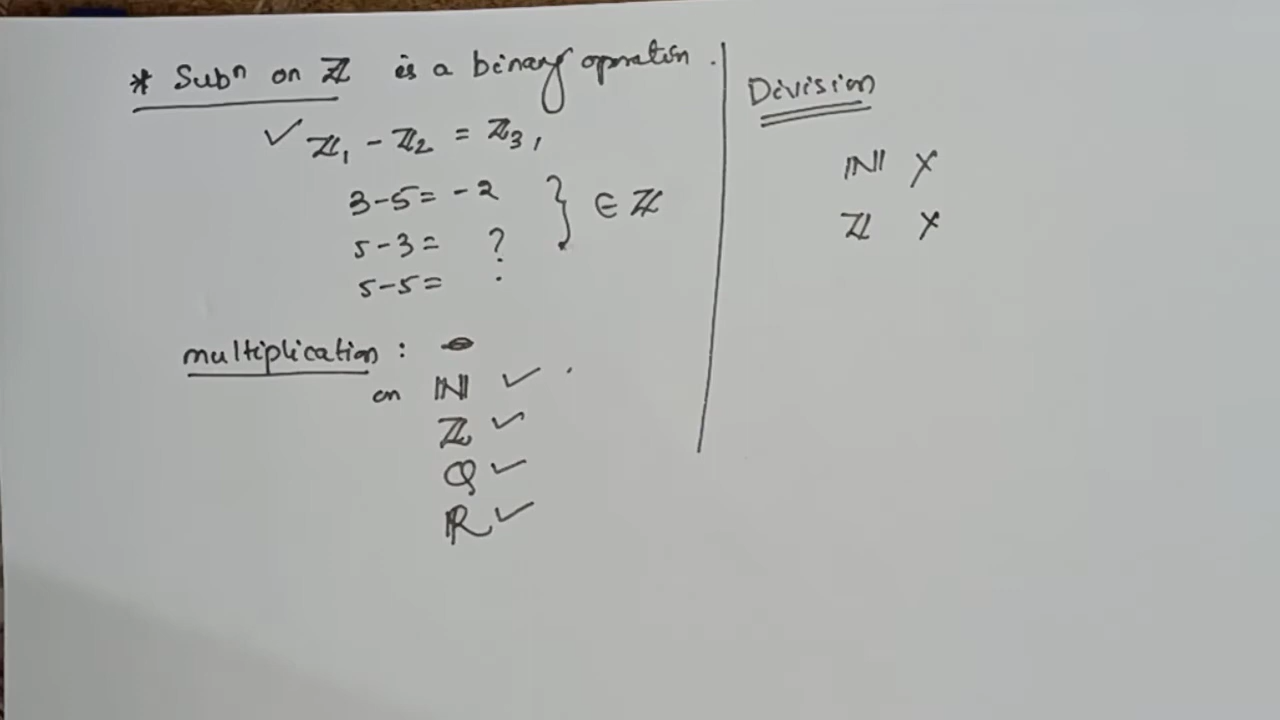 * Subⁿ on ℤ is a binary operation.
✓ ℤ₁ - ℤ₂ = ℤ₃,
3-5 = -2
5-3 = ? } ∈ ℤ
5-5 = :
multiplication :
on ℕ ✓ .
ℤ ✓
ℚ ✓
ℝ ✓
Division
ℕ ✗
ℤ ✗